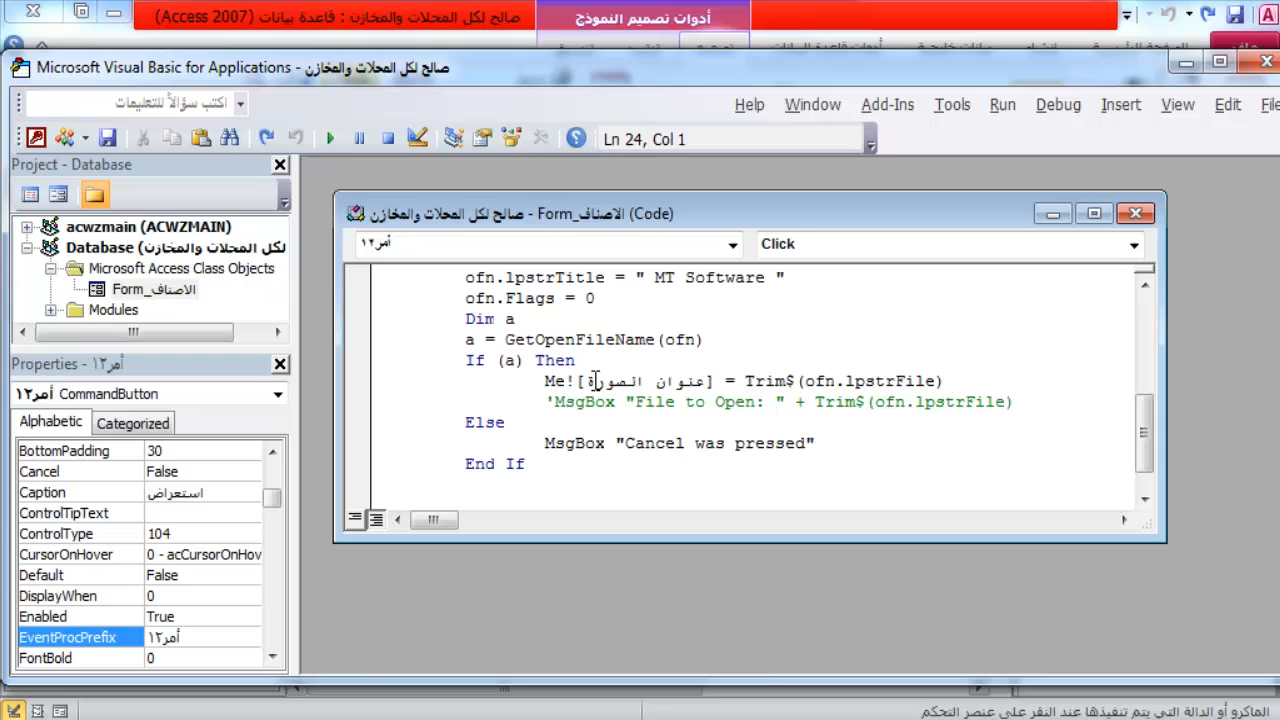 صالح لكل المحلات والمخازن : قاعدة بيانات (Access 2007)
أدوات تصميم النموذج
Microsoft Visual Basic for Applications - صالح لكل المحلات والمخازن
اكتب سؤالاً للتعليمات
Help Window Add-Ins Tools Run Debug Insert View Edit File
Ln 24, Col 1
Project - Database
acwzmain (ACWZMAIN)
Database (لكل المحلات والمخازن
Microsoft Access Class Objects
Form_الاصناف
Modules
Properties - أمر١٢
أمر١٢ CommandButton
Alphabetic Categorized
BottomPadding 30
Cancel False
Caption استعراض
ControlTipText
ControlType 104
CursorOnHover 0 - acCursorOnHov
Default False
DisplayWhen 0
Enabled True
EventProcPrefix أمر١٢
FontBold 0
صالح لكل المحلات والمخازن - Form_الاصناف (Code)
أمر١٢ Click
ofn.lpstrTitle = " MT Software "
ofn.Flags = 0
Dim a
a = GetOpenFileName(ofn)
If (a) Then
Me![عنوان الصورة] = Trim$(ofn.lpstrFile)
'MsgBox "File to Open: " + Trim$(ofn.lpstrFile)
Else
MsgBox "Cancel was pressed"
End If
الماكرو أو الدالة التي يتم تنفيذها عند النقر على عنصر التحكم